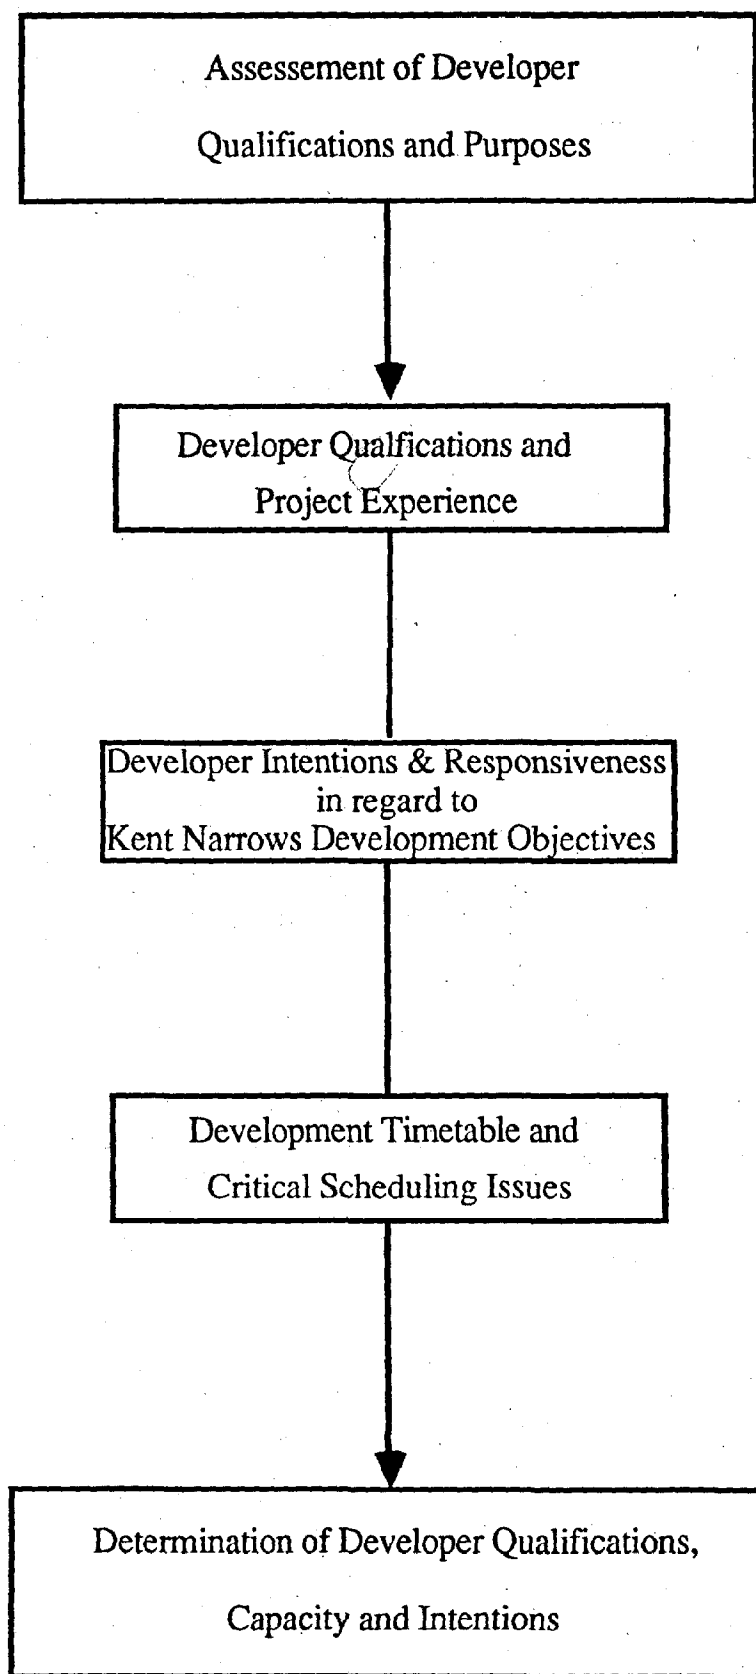 Assessement of Developer
Qualifications and Purposes
Developer Qualfications and
Project Experience
Developer Intentions & Responsiveness
in regard to
Kent Narrows Development Objectives
Development Timetable and
Critical Scheduling Issues
Determination of Developer Qualifications,
Capacity and Intentions